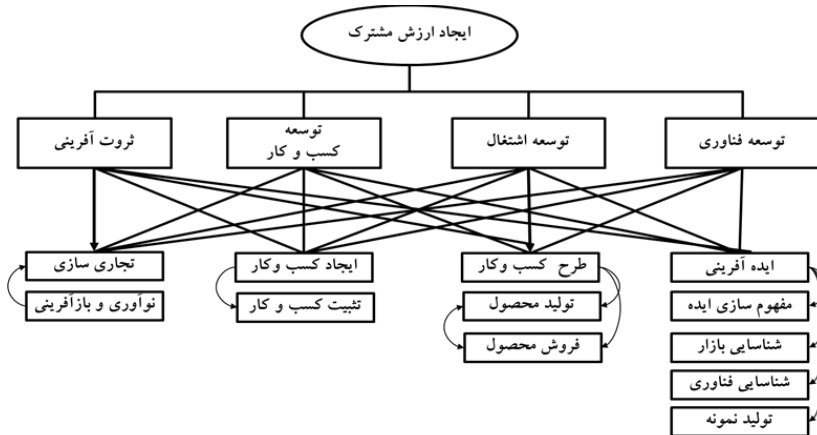 ایجاد ارزش مشترک
توسعه فناوری
توسعه اشتغال
توسعه
کسب و کار
ثروت آفرینی
ایده آفرینی
مفهوم سازی ایده
شناسایی بازار
شناسایی فناوری
تولید نمونه
طرح کسب وکار
تولید محصول
فروش محصول
ایجاد کسب وکار
تثبیت کسب و کار
تجاری سازی
نوآوری و بازآفرینی